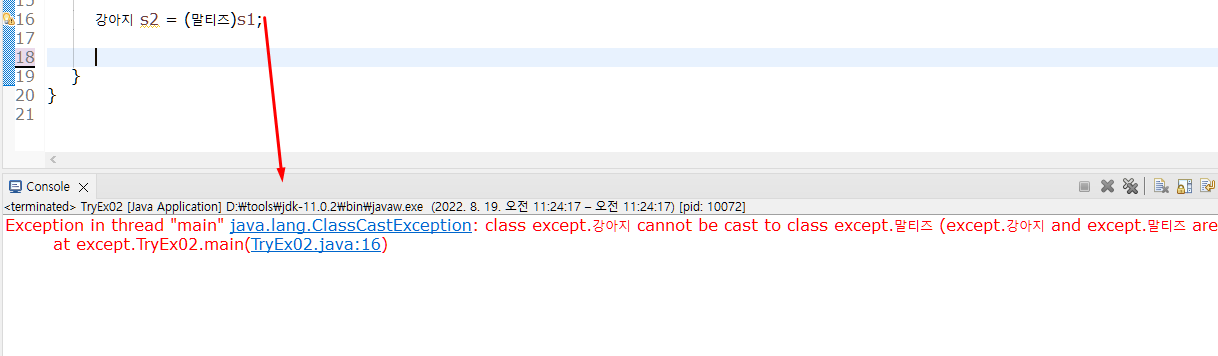 15
16 강아지 s2 = (말티즈)s1;
17
18
19 }
20 }
21
<
Console
<terminated> TryEx02 [Java Application] D:₩tools₩jdk-11.0.2₩bin₩javaw.exe (2022. 8. 19. 오전 11:24:17 – 오전 11:24:17) [pid: 10072]
Exception in thread "main" java.lang.ClassCastException: class except.강아지 cannot be cast to class except.말티즈 (except.강아지 and except.말티즈 are
at except.TryEx02.main(TryEx02.java:16)